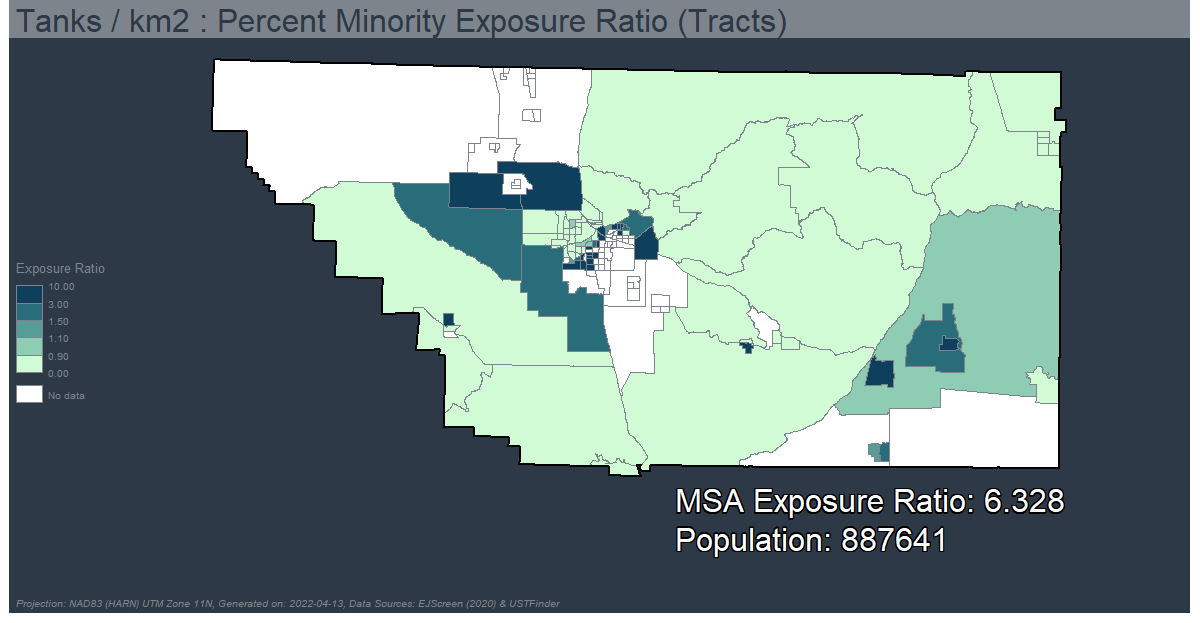 Tanks / km2 : Percent Minority Exposure Ratio (Tracts)
Exposure Ratio
10.00
3.00
1.50
1.10
0.90
0.00
No data
MSA Exposure Ratio: 6.328
Population: 887641
Projection: NAD83 (HARN) UTM Zone 11N, Generated on: 2022-04-13, Data Sources: EJScreen (2020) & USTFinder